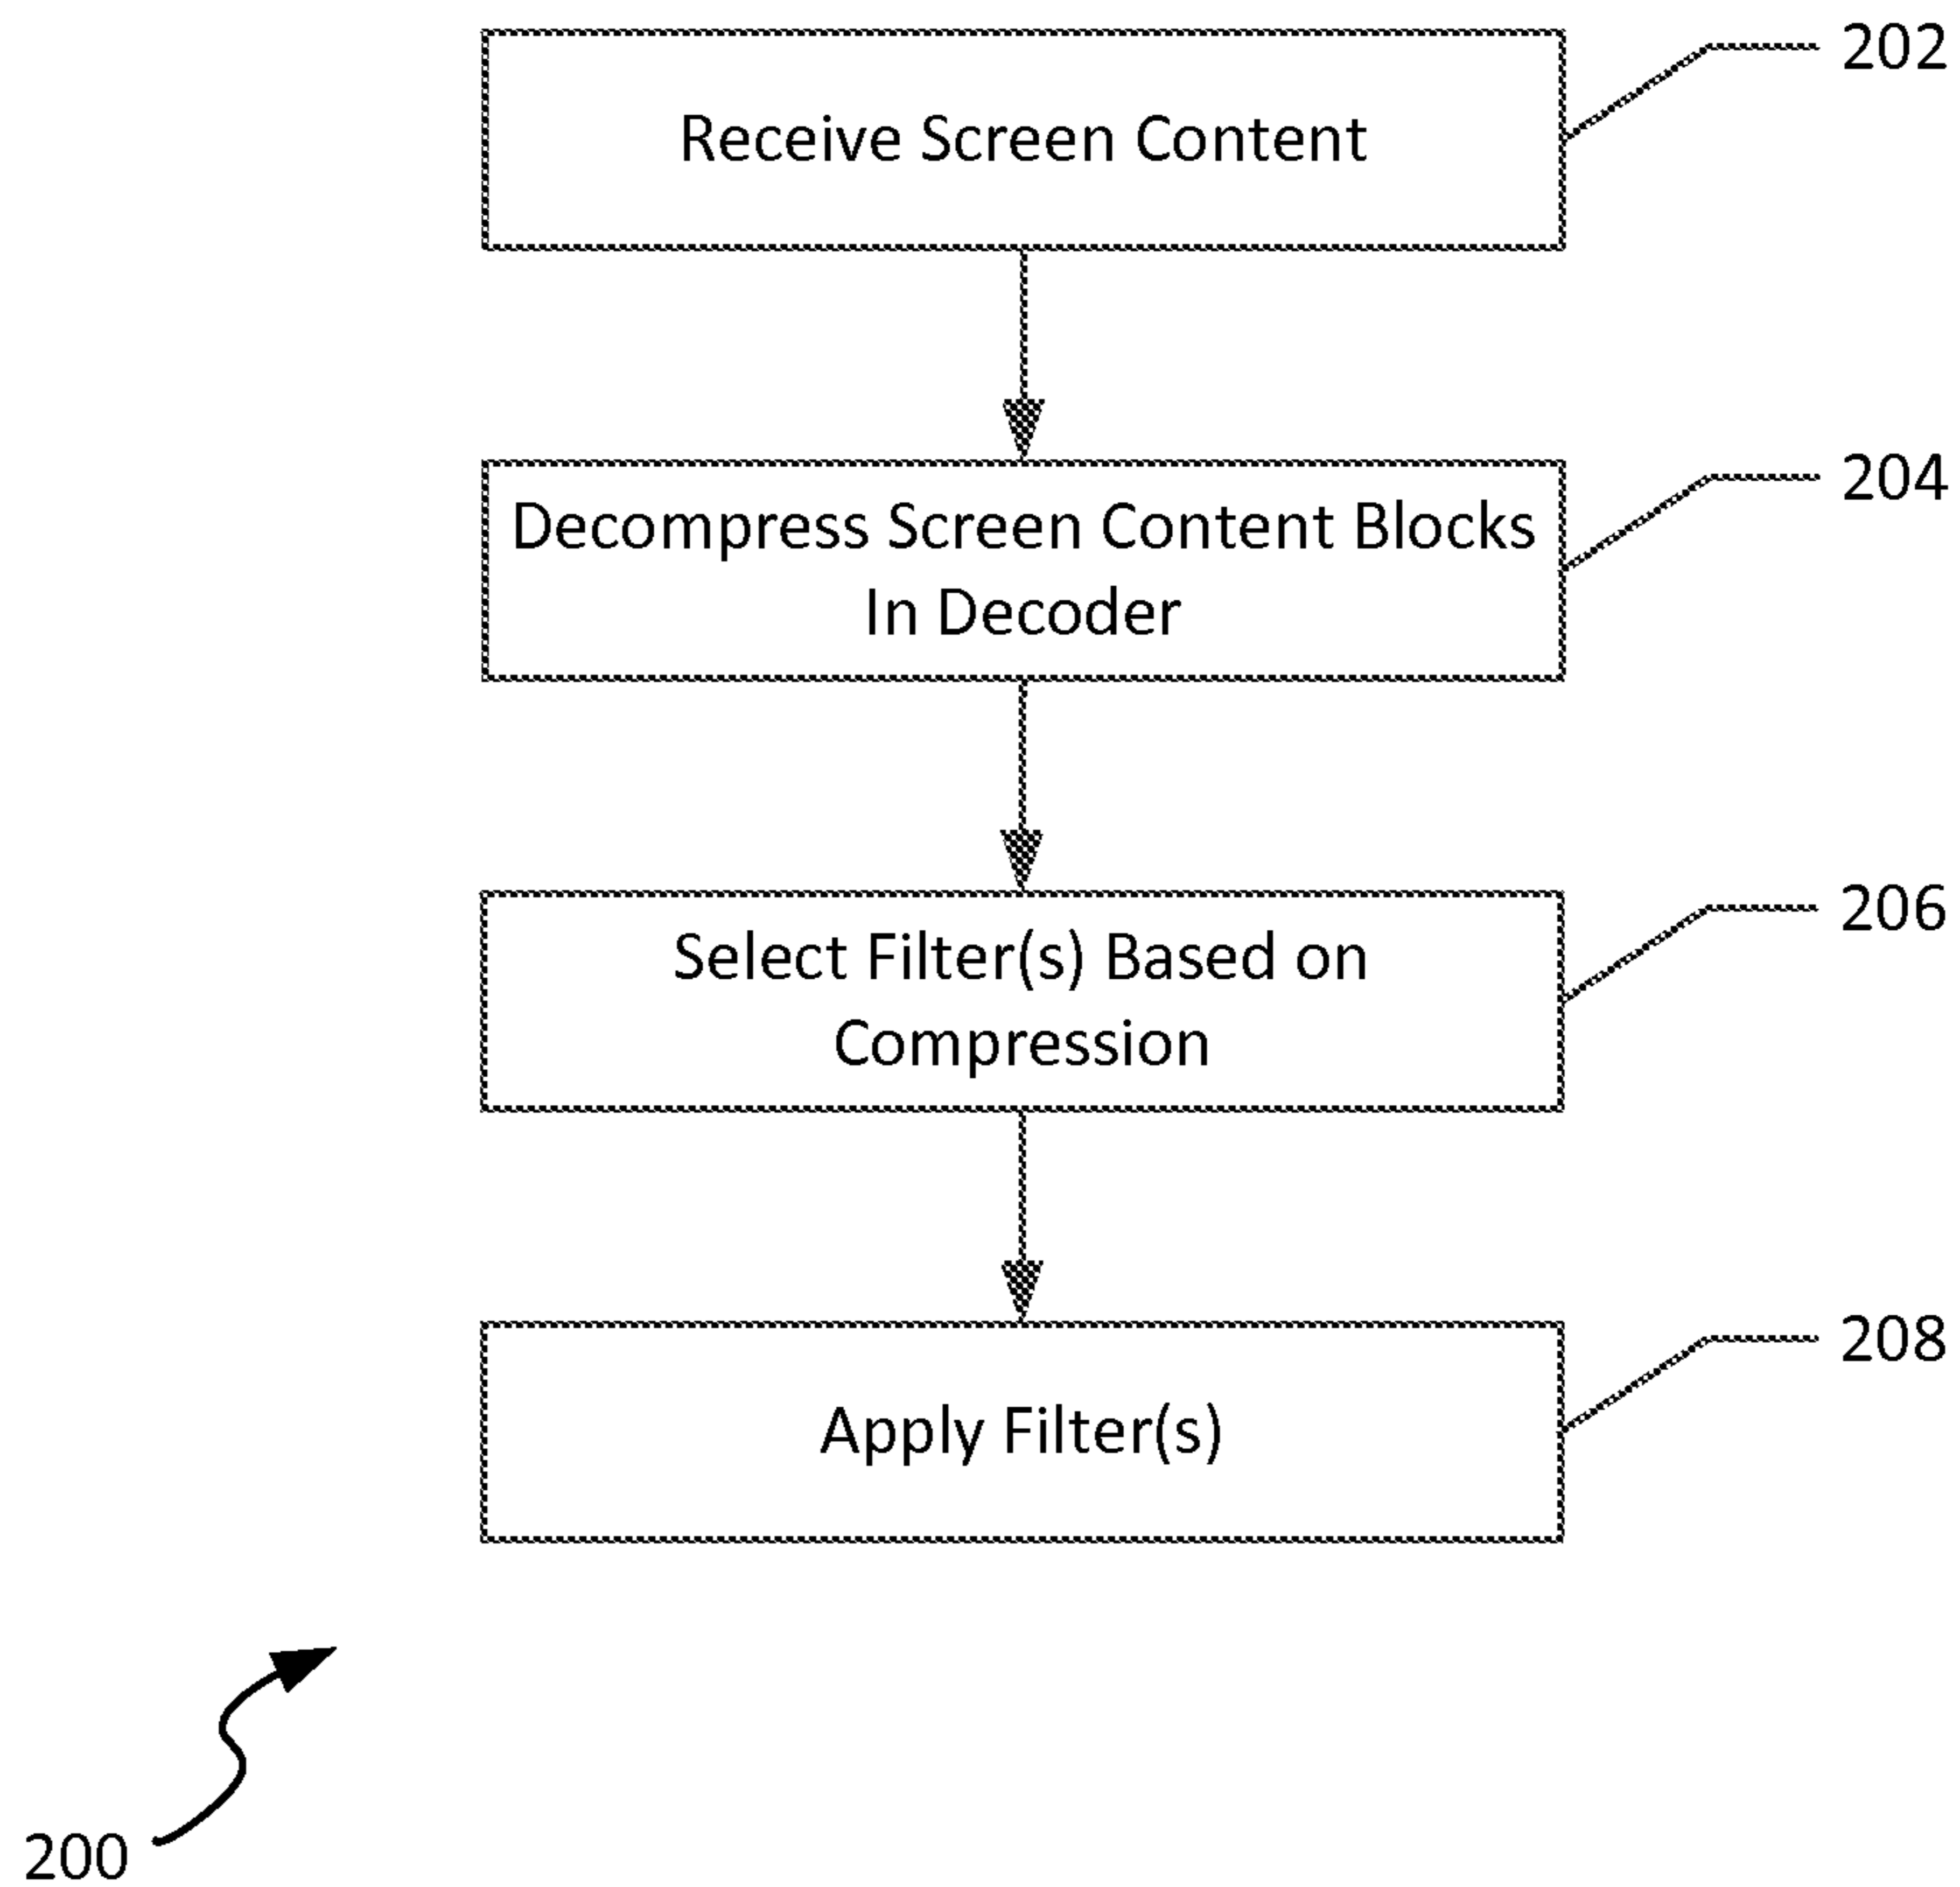 202
Receive Screen Content
204
Decompress Screen Content Blocks
In Decoder
206
Select Filter(s) Based on
Compression
208
Apply Filter(s)
200